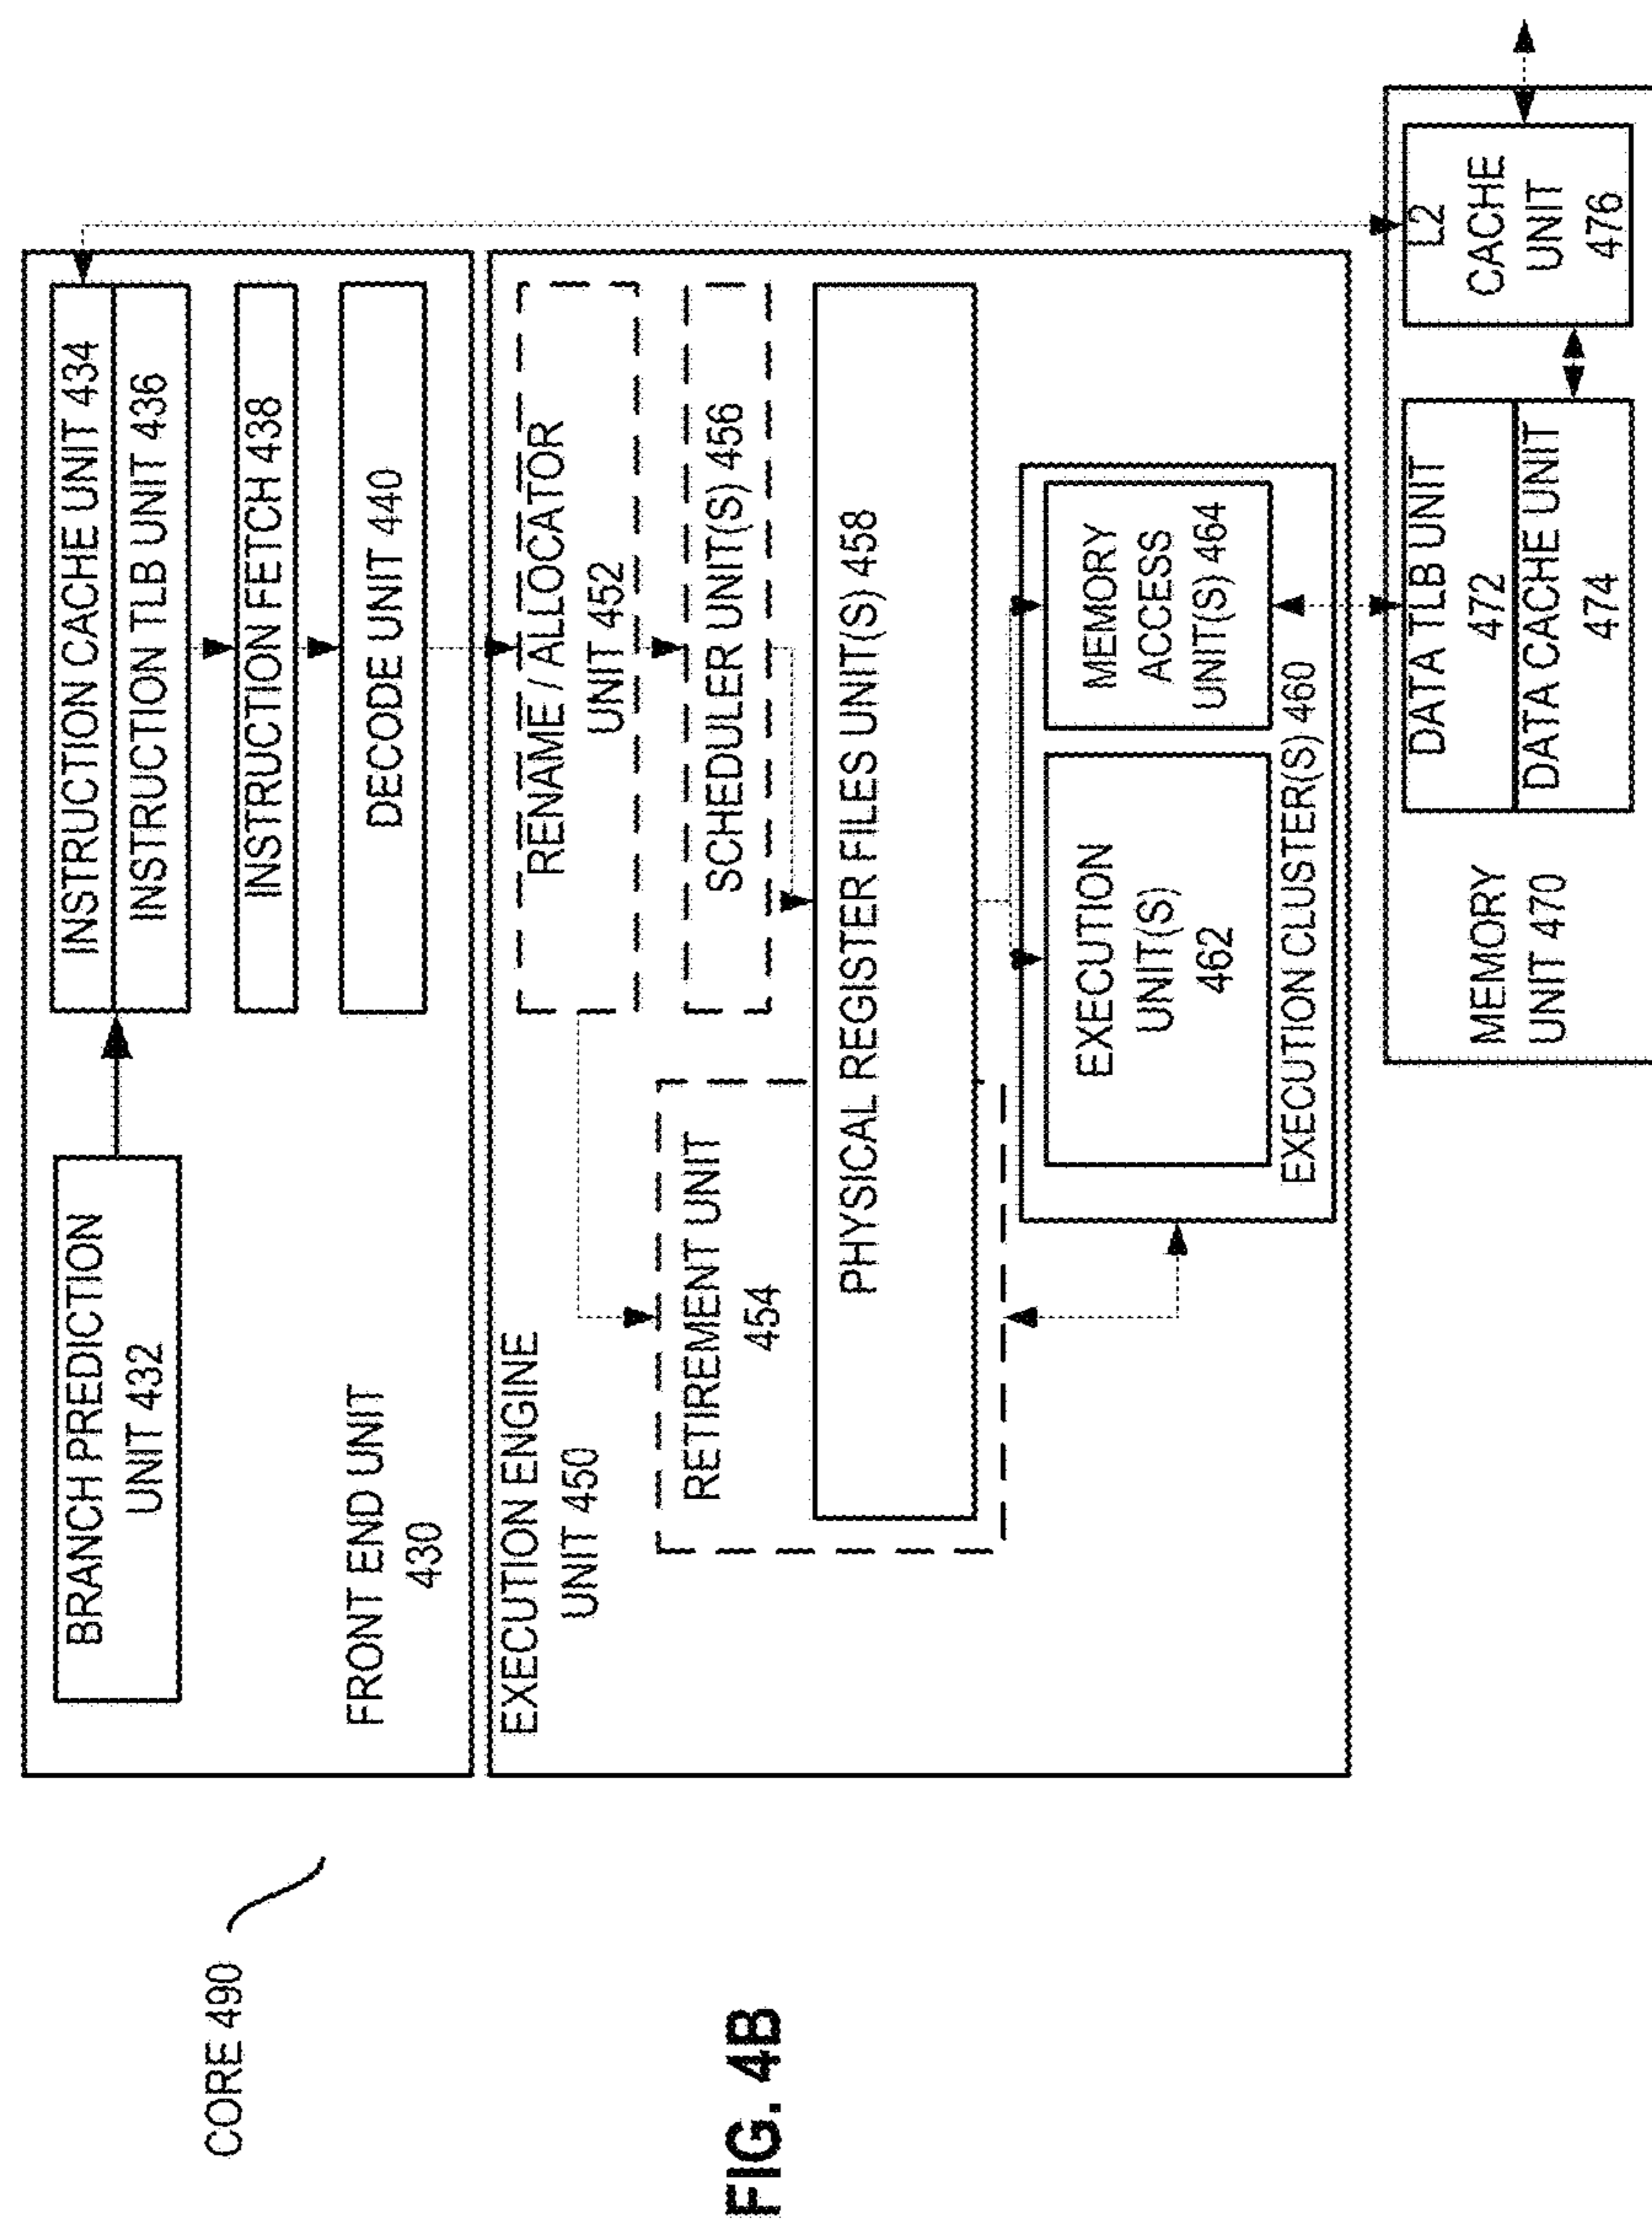 CORE 490
BRANCH PREDICTION
UNIT 432
INSTRUCTION CACHE UNIT 434
INSTRUCTION TLB UNIT 436
INSTRUCTION FETCH 438
FRONT END UNIT
430
DECODE UNIT 440
EXECUTION ENGINE
UNIT 450
RENAME / ALLOCATOR
UNIT 452
RETIREMENT UNIT
454
SCHEDULER UNIT(S) 456
PHYSICAL REGISTER FILES UNIT(S) 458
EXECUTION
UNIT(S)
462
MEMORY
ACCESS
UNIT(S) 464
EXECUTION CLUSTER(S) 460
MEMORY
UNIT 470
DATA TLB UNIT
472
DATA CACHE UNIT
474
L2
CACHE
UNIT
476
FIG. 4B